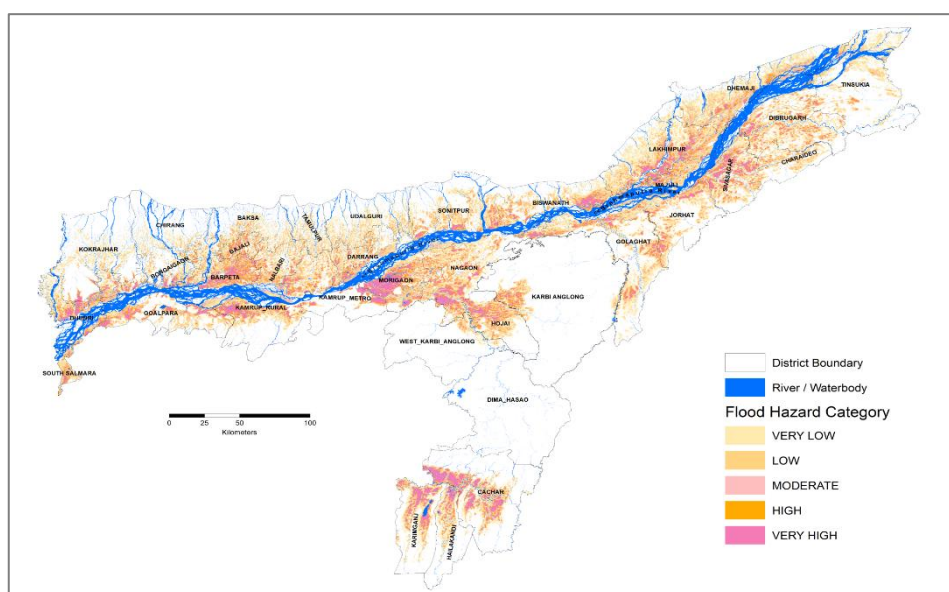 DHEMAJI
TINSUKIA
DIBRUGARH
LAKHIMPUR
CHARAIDEO
MAJULI
SIVASAGAR
BISWANATH
SONITPUR
JORHAT
UDALGURI
TAMULPUR
BAKSA
CHIRANG
GOLAGHAT
KOKRAJHAR
BAJALI
BONGAIGAON
DARRANG
NAGAON
NALBARI
BARPETA
MORIGAON
KAMRUP_METRO
KARBI ANGLONG
KAMRUP_RURAL
GOALPARA
DHUBRI
HOJAI
WEST_KARBI_ANGLONG
SOUTH SALMARA
DIMA_HASAO
0 25 50 100
Kilometers
CACHAR
KARIMGANJ
HAILAKANDI
District Boundary
River / Waterbody
Flood Hazard Category
VERY LOW
LOW
MODERATE
HIGH
VERY HIGH